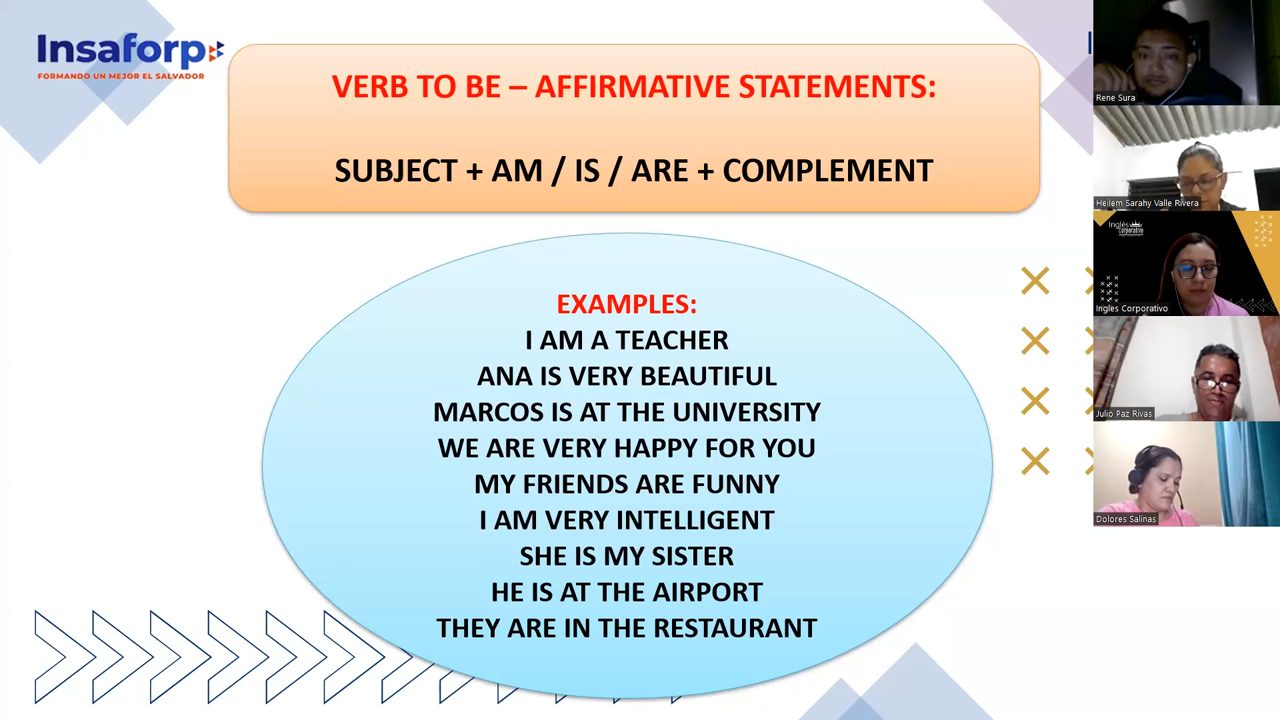 Insaforp
FORMANDO UN MEJOR EL SALVADOR
VERB TO BE – AFFIRMATIVE STATEMENTS:
SUBJECT + AM / IS / ARE + COMPLEMENT
EXAMPLES:
I AM A TEACHER
ANA IS VERY BEAUTIFUL
MARCOS IS AT THE UNIVERSITY
WE ARE VERY HAPPY FOR YOU
MY FRIENDS ARE FUNNY
I AM VERY INTELLIGENT
SHE IS MY SISTER
HE IS AT THE AIRPORT
THEY ARE IN THE RESTAURANT
Rene Sura
Heilem Sarahy Valle Rivera
Inglés
Corporativo
Ingles Corporativo
Julio Paz Rivas
Dolores Salinas